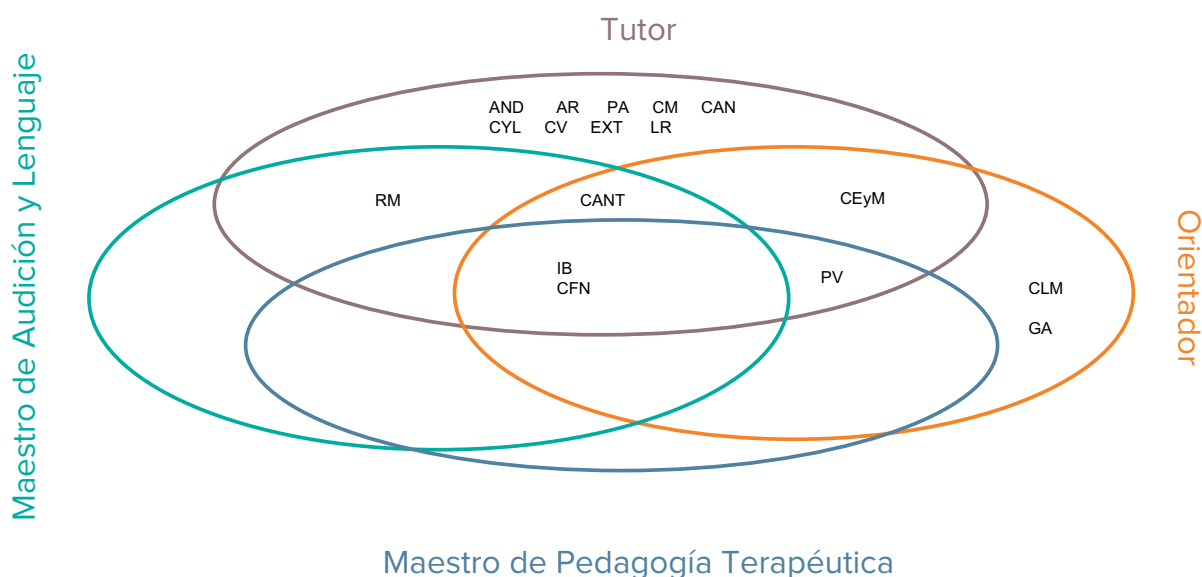 Tutor
AND AR PA CM CAN
CYL CV EXT LR
RM CANT CEyM
IB
CFN
PV
CLM
GA
Maestro de Audición y Lenguaje
Orientador
Maestro de Pedagogía Terapéutica